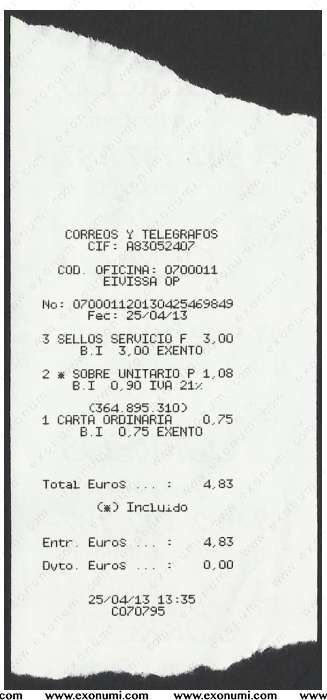 CORREOS Y TELEGRAFOS
CIF: A83052407
COD. OFICINA: 0700011
EIVISSA OP
No: 070001120130425469849
Fec: 25/04/13
3 SELLOS SERVICIO F 3,00
B.I 3,00 EXENTO
2 * SOBRE UNITARIO P 1,08
B.I 0,90 IVA 21%
(364.895.310)
1 CARTA ORDINARIA 0,75
B.I 0,75 EXENTO
Total Euros ... : 4,83
(*) Incluido
Entr. Euros ... : 4,83
Dvto. Euros ... : 0,00
25/04/13 13:35
C070795
.com www.exonumi.com www.exonumi.com www